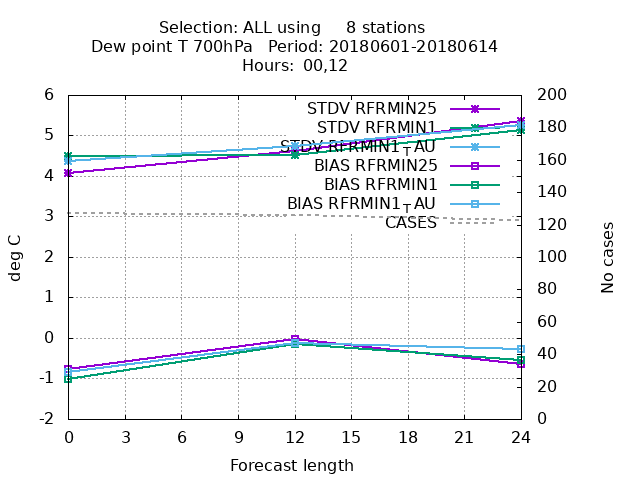 Selection: ALL using     8 stations
Dew point T 700hPa   Period: 20180601-20180614
Hours: 00,12
STDV RFRMIN25
STDV RFRMIN1
STDV RFRMIN1_TAU
BIAS RFRMIN25
BIAS RFRMIN1
BIAS RFRMIN1_TAU
CASES
6
5
4
3
2
1
0
-1
-2
deg C
200
180
160
140
120
100
80
60
40
20
0
No cases
0 3 6 9 12 15 18 21 24
Forecast length